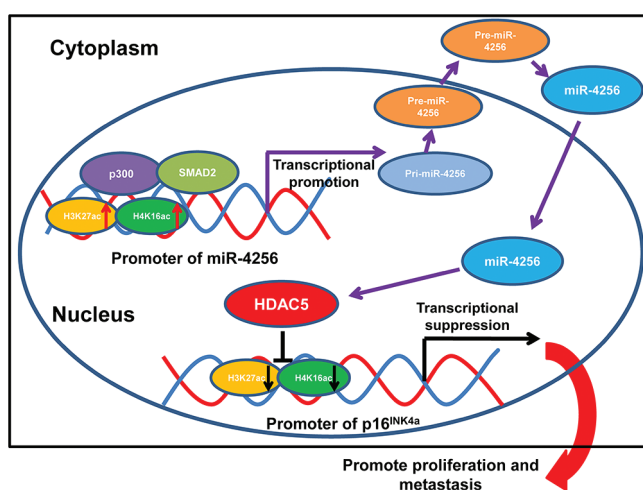 Cytoplasm
Pre-miR-
4256
Pre-miR-
4256
miR-4256
p300
SMAD2
Transcriptional
promotion
Pri-miR-4256
H3K27ac
H4K16ac
Promoter of miR-4256
miR-4256
Nucleus
HDAC5
Transcriptional
suppression
H3K27ac
H4K16ac
Promoter of p16INK4a
Promote proliferation and
metastasis